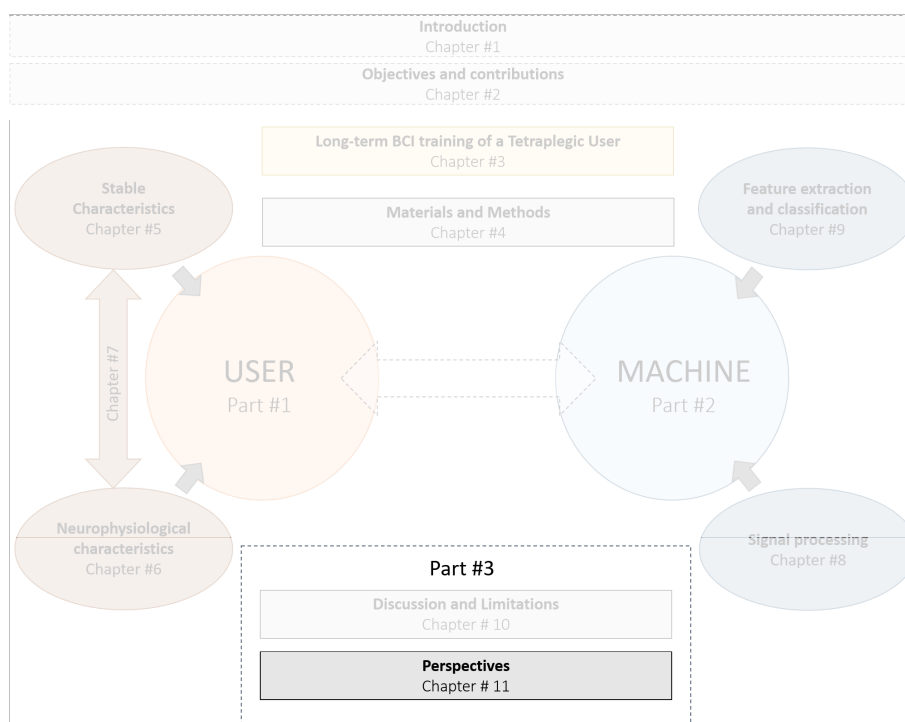 Introduction
Chapter #1
Objectives and contributions
Chapter #2
Long-term BCI training of a Tetraplegic User
Chapter #3
Materials and Methods
Chapter #4
Stable
Characteristics
Chapter #5
Feature extraction
and classification
Chapter #9
Chapter #7
USER
Part #1
MACHINE
Part #2
Neurophysiological
characteristics
Chapter #6
Signal processing
Chapter #8
Part #3
Discussion and Limitations
Chapter # 10
Perspectives
Chapter # 11